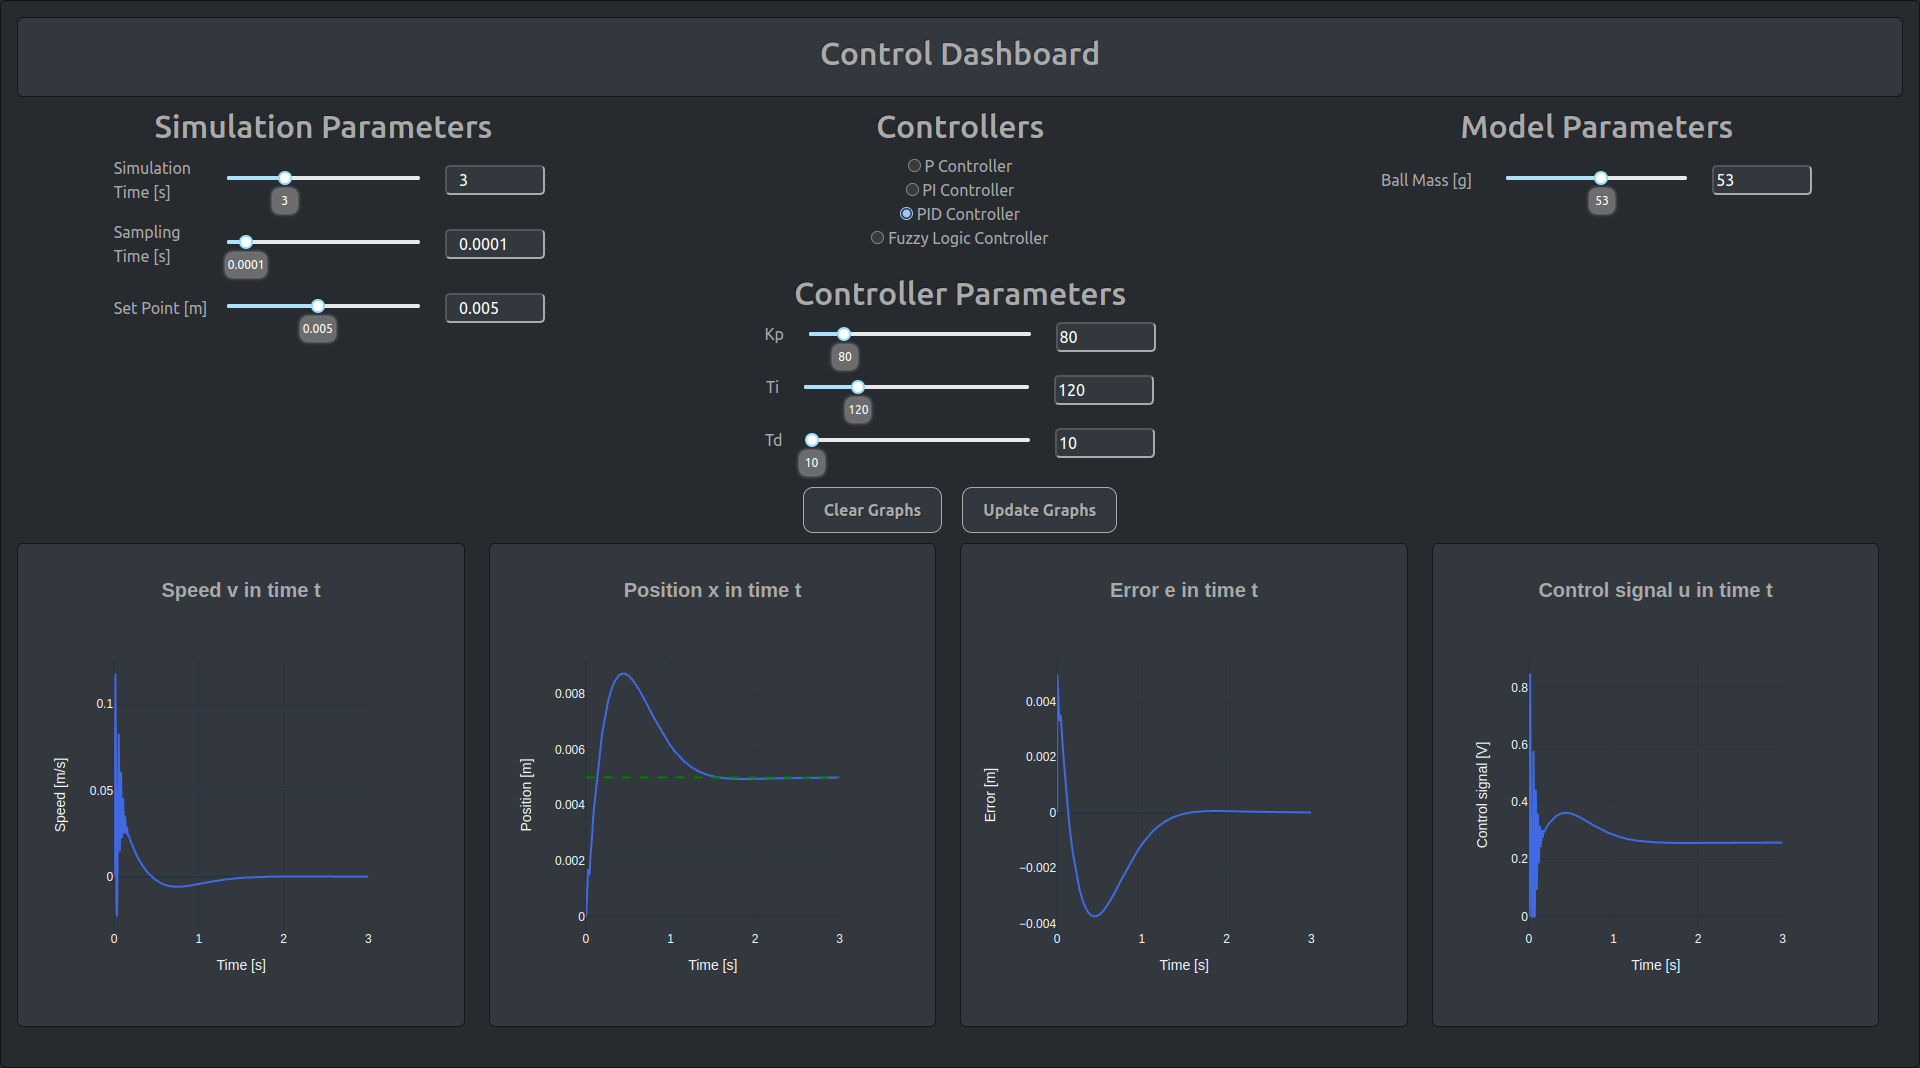 Control Dashboard
Simulation Parameters
Simulation
Time [s]
3
3
Sampling
Time [s]
0.0001
0.0001
Set Point [m]
0.005
0.005
Controllers
P Controller
PI Controller
PID Controller
Fuzzy Logic Controller
Controller Parameters
Kp
80
80
Ti
120
120
Td
10
10
Clear Graphs
Update Graphs
Model Parameters
Ball Mass [g]
53
53
Speed v in time t
Speed [m/s]
0.1
0.05
0
0 1 2 3
Time [s]
Position x in time t
Position [m]
0.008
0.006
0.004
0.002
0
0 1 2 3
Time [s]
Error e in time t
Error [m]
0.004
0.002
0
−0.002
−0.004
0 1 2 3
Time [s]
Control signal u in time t
Control signal [V]
0.8
0.6
0.4
0.2
0
0 1 2 3
Time [s]